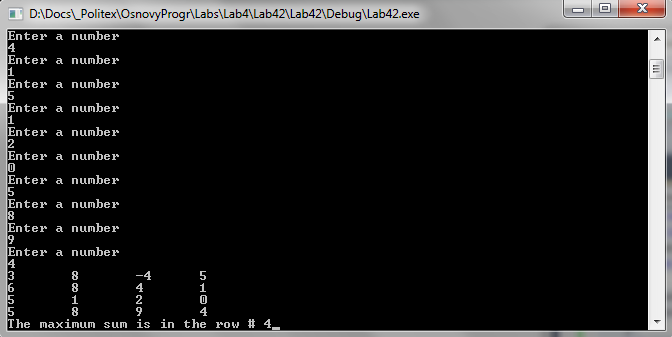 D:\Docs\_Politex\OsnovyProgr\Labs\Lab4\Lab42\Lab42\Debug\Lab42.exe
Enter a number
4
Enter a number
1
Enter a number
5
Enter a number
1
Enter a number
2
Enter a number
0
Enter a number
5
Enter a number
8
Enter a number
9
Enter a number
4
3 8 -4 5
6 8 4 1
5 1 2 0
5 8 9 4
The maximum sum is in the row # 4_